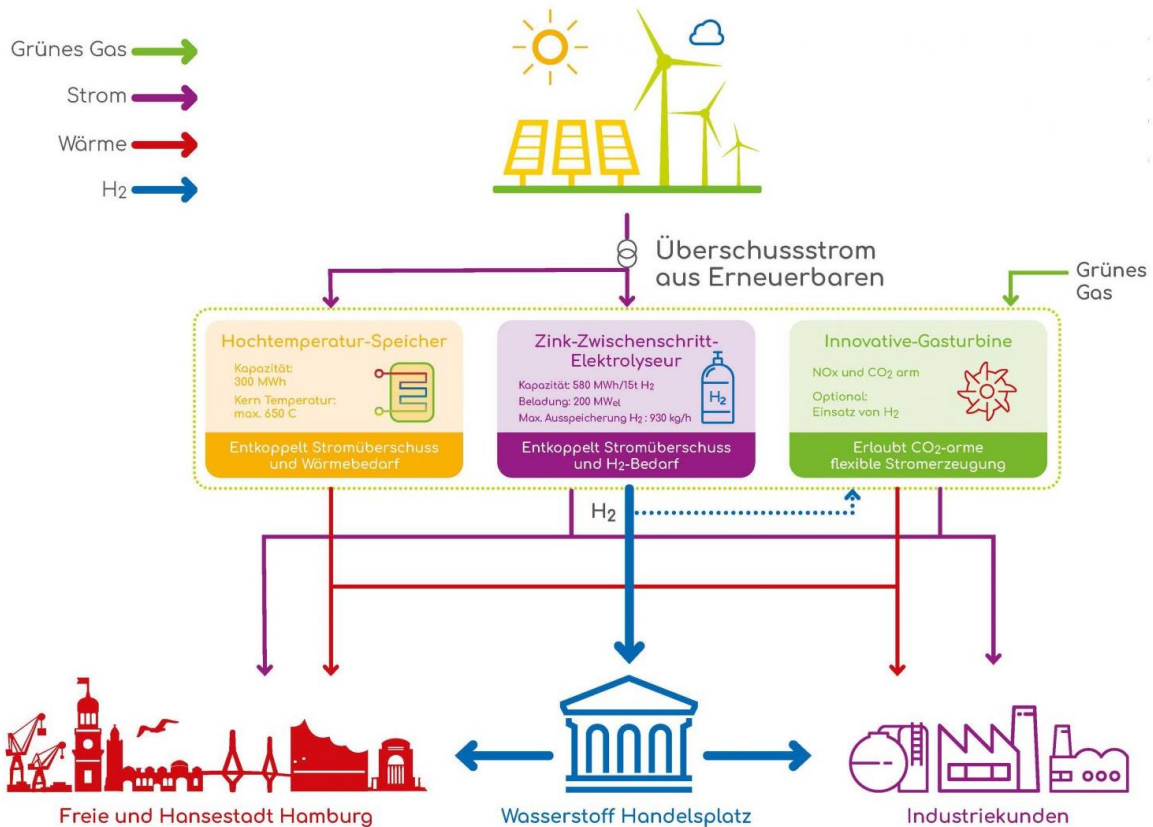 Grünes Gas
Strom
Wärme
H₂
Überschussstrom
aus Erneuerbaren
Grünes
Gas
Hochtemperatur-Speicher
Kapazität:
300 MWh
Kern Temperatur:
max. 650 C
Entkoppelt Stromüberschuss
und Wärmebedarf
Zink-Zwischenschritt-
Elektrolyseur
Kapazität: 580 MWh/15t H₂
Beladung: 200 MWel
Max. Ausspeicherung H₂ : 930 kg/h
H₂
Entkoppelt Stromüberschuss
und H₂-Bedarf
Innovative-Gasturbine
NOx und CO₂ arm
Optional:
Einsatz von H₂
Erlaubt CO₂-arme
flexible Stromerzeugung
H₂
Freie und Hansestadt Hamburg
Wasserstoff Handelsplatz
Industriekunden